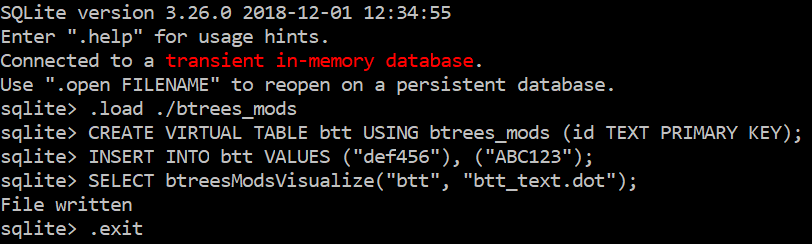 SQLite version 3.26.0 2018-12-01 12:34:55
Enter ".help" for usage hints.
Connected to a transient in-memory database.
Use ".open FILENAME" to reopen on a persistent database.
sqlite> .load ./btrees_mods
sqlite> CREATE VIRTUAL TABLE btt USING btrees_mods (id TEXT PRIMARY KEY);
sqlite> INSERT INTO btt VALUES ("def456"), ("ABC123");
sqlite> SELECT btreesModsVisualize("btt", "btt_text.dot");
File written
sqlite> .exit